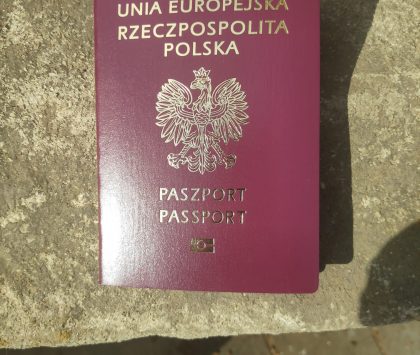 UNIA EUROPEJSKA
RZECZPOSPOLITA
POLSKA
PASZPORT
PASSPORT